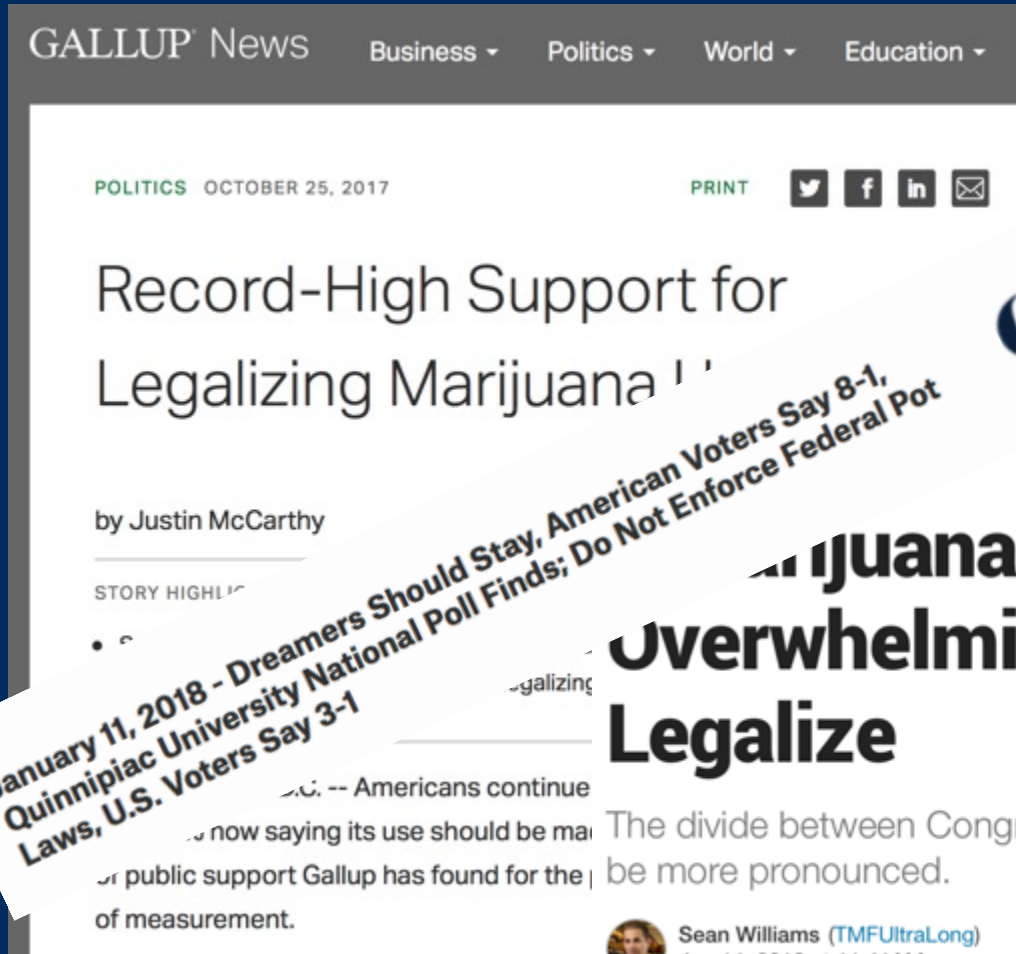 GALLUP News Business Politics World Education
POLITICS OCTOBER 25, 2017 PRINT
Record-High Support for
Legalizing Marijuana
by Justin McCarthy
STORY
Americans continue
now saying its use should be
public support Gallup has found for the
of measurement.
January 11, 2018 - Dreamers Should Stay, American Voters Say 8-1,
Quinnipiac University National Poll Finds; Do Not Enforce Federal Pot
Laws, U.S. Voters Say 3-1
Legalize
The divide between
be more pronounced.
Sean Williams (TMFUltraLong)